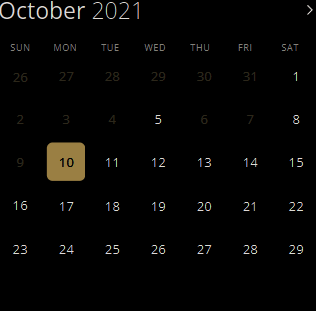 October 2021
SUN MON TUE WED THU FRI SAT
26 27 28 29 30 31 1
2 3 4 5 6 7 8
9 10 11 12 13 14 15
16 17 18 19 20 21 22
23 24 25 26 27 28 29